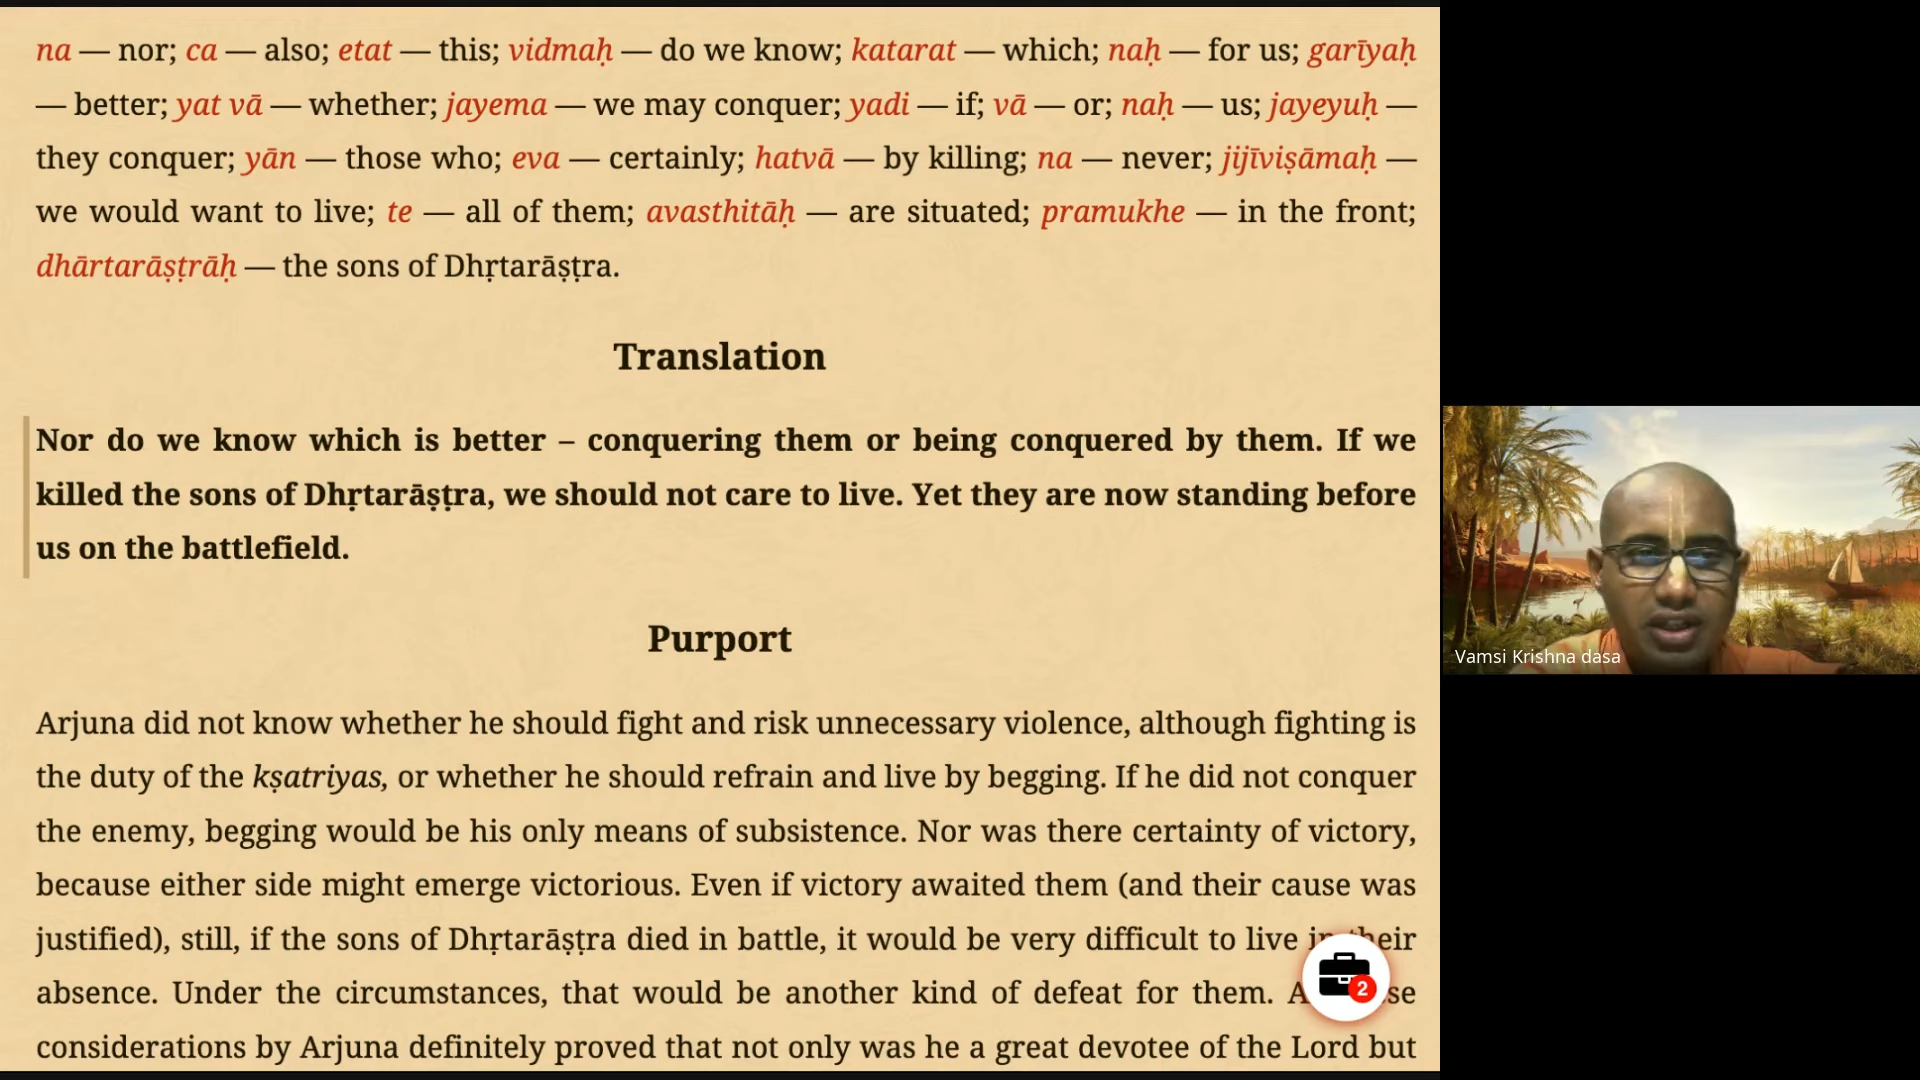 na — nor; ca — also; etat — this; vidmaḥ — do we know; katarat — which; naḥ — for us; garīyaḥ
— better; yat vā — whether; jayema — we may conquer; yadi — if; vā — or; naḥ — us; jayeyuḥ —
they conquer; yān — those who; eva — certainly; hatvā — by killing; na — never; jijīviṣāmaḥ —
we would want to live; te — all of them; avasthitāḥ — are situated; pramukhe — in the front;
dhārtarāṣṭrāḥ — the sons of Dhṛtarāṣṭra.
Translation
Nor do we know which is better – conquering them or being conquered by them. If we
killed the sons of Dhṛtarāṣṭra, we should not care to live. Yet they are now standing before
us on the battlefield.
Purport
Arjuna did not know whether he should fight and risk unnecessary violence, although fighting is
the duty of the kṣatriyas, or whether he should refrain and live by begging. If he did not conquer
the enemy, begging would be his only means of subsistence. Nor was there certainty of victory,
because either side might emerge victorious. Even if victory awaited them (and their cause was
justified), still, if the sons of Dhṛtarāṣṭra died in battle, it would be very difficult to live in their
absence. Under the circumstances, that would be another kind of defeat for them.
considerations by Arjuna definitely proved that not only was he a great devotee of the Lord but
2
Vamsi Krishna dasa